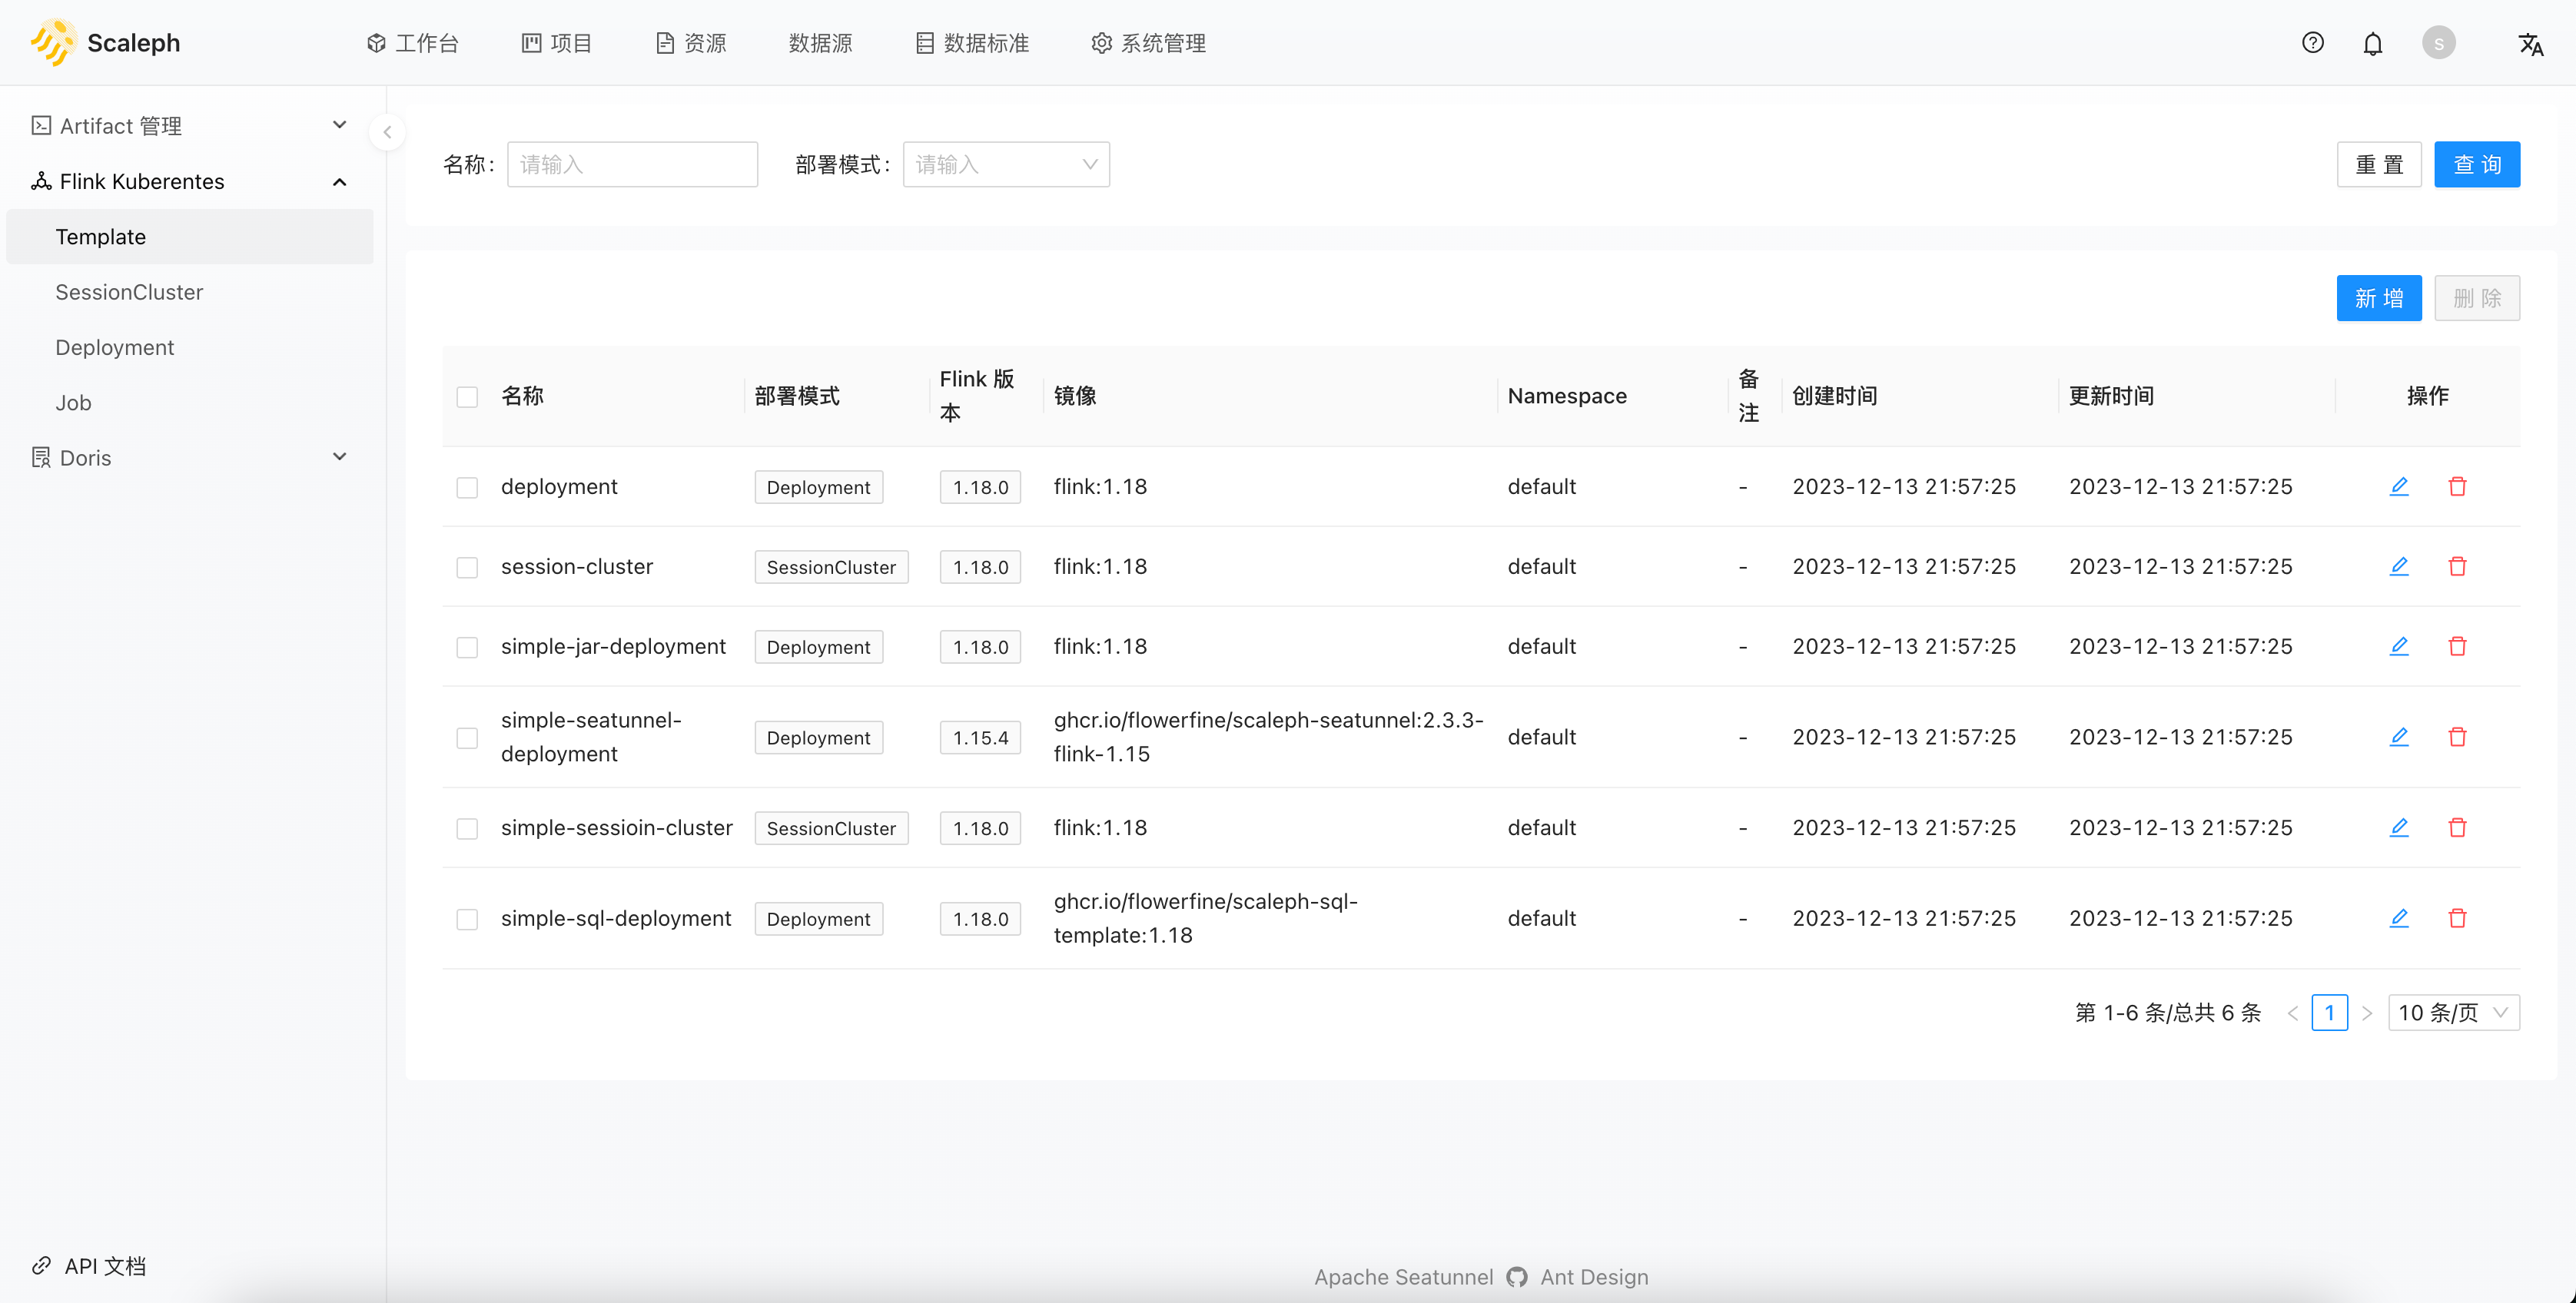 Scaleph
工作台
项目
资源
数据源
数据标准
系统管理
S
Artifact 管理
Flink Kuberentes
Template
SessionCluster
Deployment
Job
Doris
API 文档
名称: 请输入
部署模式: 请输入
重 置
查 询
新 增
删 除
名称
部署模式
Flink 版
本
镜像
Namespace
备
注
创建时间
更新时间
操作
deployment Deployment 1.18.0 flink:1.18 default - 2023-12-13 21:57:25 2023-12-13 21:57:25
session-cluster SessionCluster 1.18.0 flink:1.18 default - 2023-12-13 21:57:25 2023-12-13 21:57:25
simple-jar-deployment Deployment 1.18.0 flink:1.18 default - 2023-12-13 21:57:25 2023-12-13 21:57:25
simple-seatunnel-
deployment
Deployment 1.15.4
ghcr.io/flowerfine/scaleph-seatunnel:2.3.3-
flink-1.15
default - 2023-12-13 21:57:25 2023-12-13 21:57:25
simple-sessioin-cluster SessionCluster 1.18.0 flink:1.18 default - 2023-12-13 21:57:25 2023-12-13 21:57:25
simple-sql-deployment Deployment 1.18.0
ghcr.io/flowerfine/scaleph-sql-
template:1.18
default - 2023-12-13 21:57:25 2023-12-13 21:57:25
第 1-6 条/总共 6 条 < 1 > 10 条/页
Apache Seatunnel Ant Design